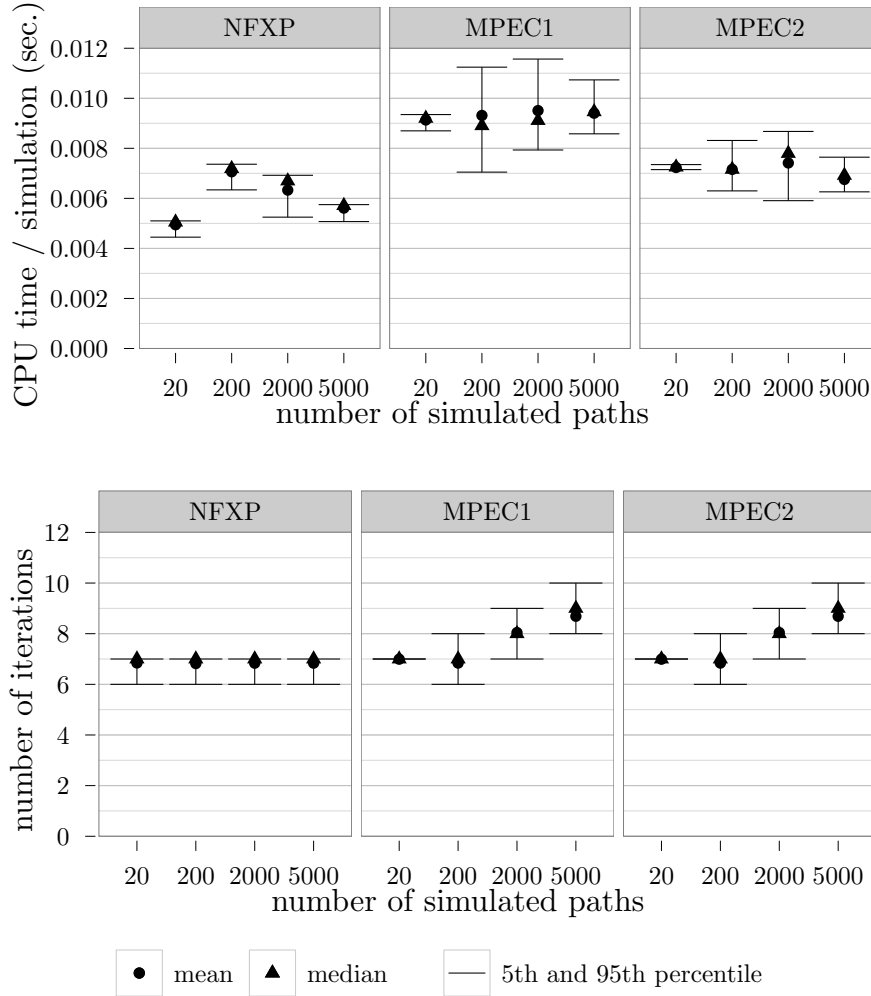 NFXP MPEC1 MPEC2
CPU time / simulation (sec.)
0.012
0.010
0.008
0.006
0.004
0.002
0.000
20 200 2000 5000 20 200 2000 5000 20 200 2000 5000
number of simulated paths
NFXP MPEC1 MPEC2
number of iterations
12
10
8
6
4
2
0
20 200 2000 5000 20 200 2000 5000 20 200 2000 5000
number of simulated paths
mean median 5th and 95th percentile